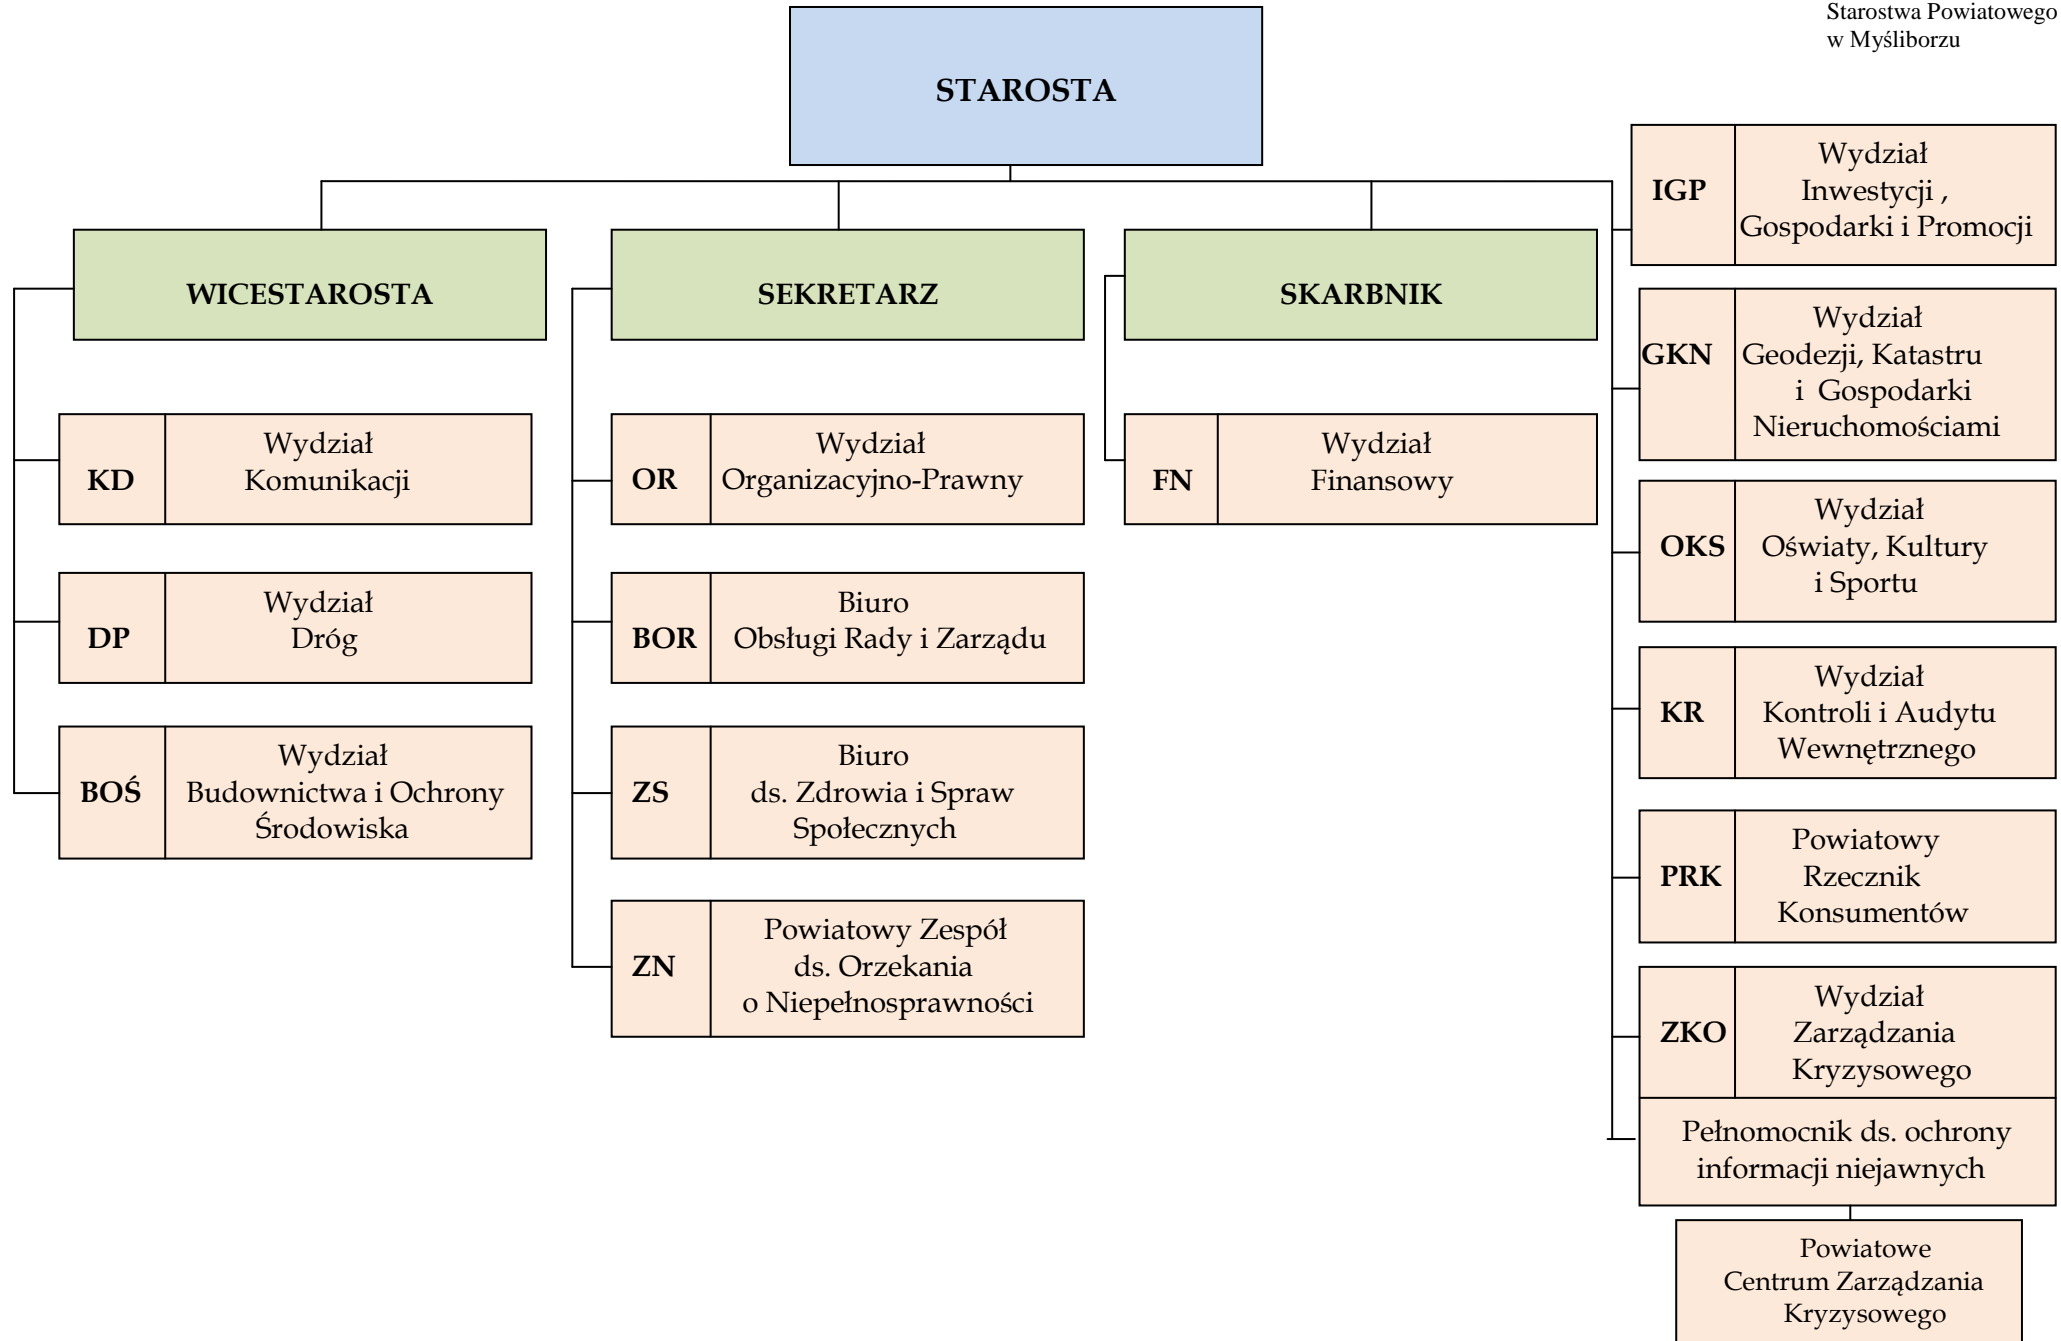 Starostwa Powiatowego
w Myśliborzu
STAROSTA
WICESTAROSTA
KD
Wydział
Komunikacji
DP
Wydział
Dróg
BOŚ
Wydział
Budownictwa i Ochrony
Środowiska
SEKRETARZ
OR
Wydział
Organizacyjno-Prawny
BOR
Biuro
Obsługi Rady i Zarządu
ZS
Biuro
ds. Zdrowia i Spraw
Społecznych
ZN
Powiatowy Zespół
ds. Orzekania
o Niepełnosprawności
SKARBNIK
FN
Wydział
Finansowy
IGP
Wydział
Inwestycji ,
Gospodarki i Promocji
GKN
Wydział
Geodezji, Katastru
i Gospodarki
Nieruchomościami
OKS
Wydział
Oświaty, Kultury
i Sportu
KR
Wydział
Kontroli i Audytu
Wewnętrznego
PRK
Powiatowy
Rzecznik
Konsumentów
ZKO
Wydział
Zarządzania
Kryzysowego
Pełnomocnik ds. ochrony
informacji niejawnych
Powiatowe
Centrum Zarządzania
Kryzysowego